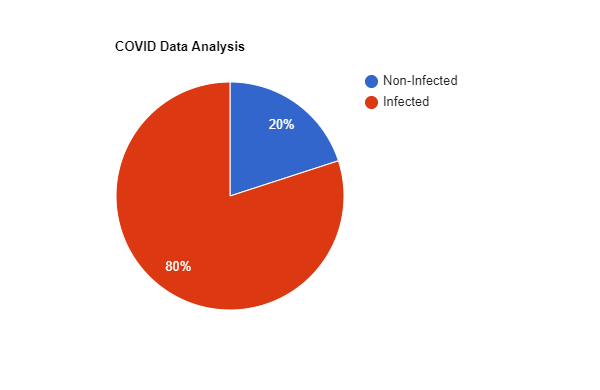 COVID Data Analysis
Non-Infected
Infected
20%
80%